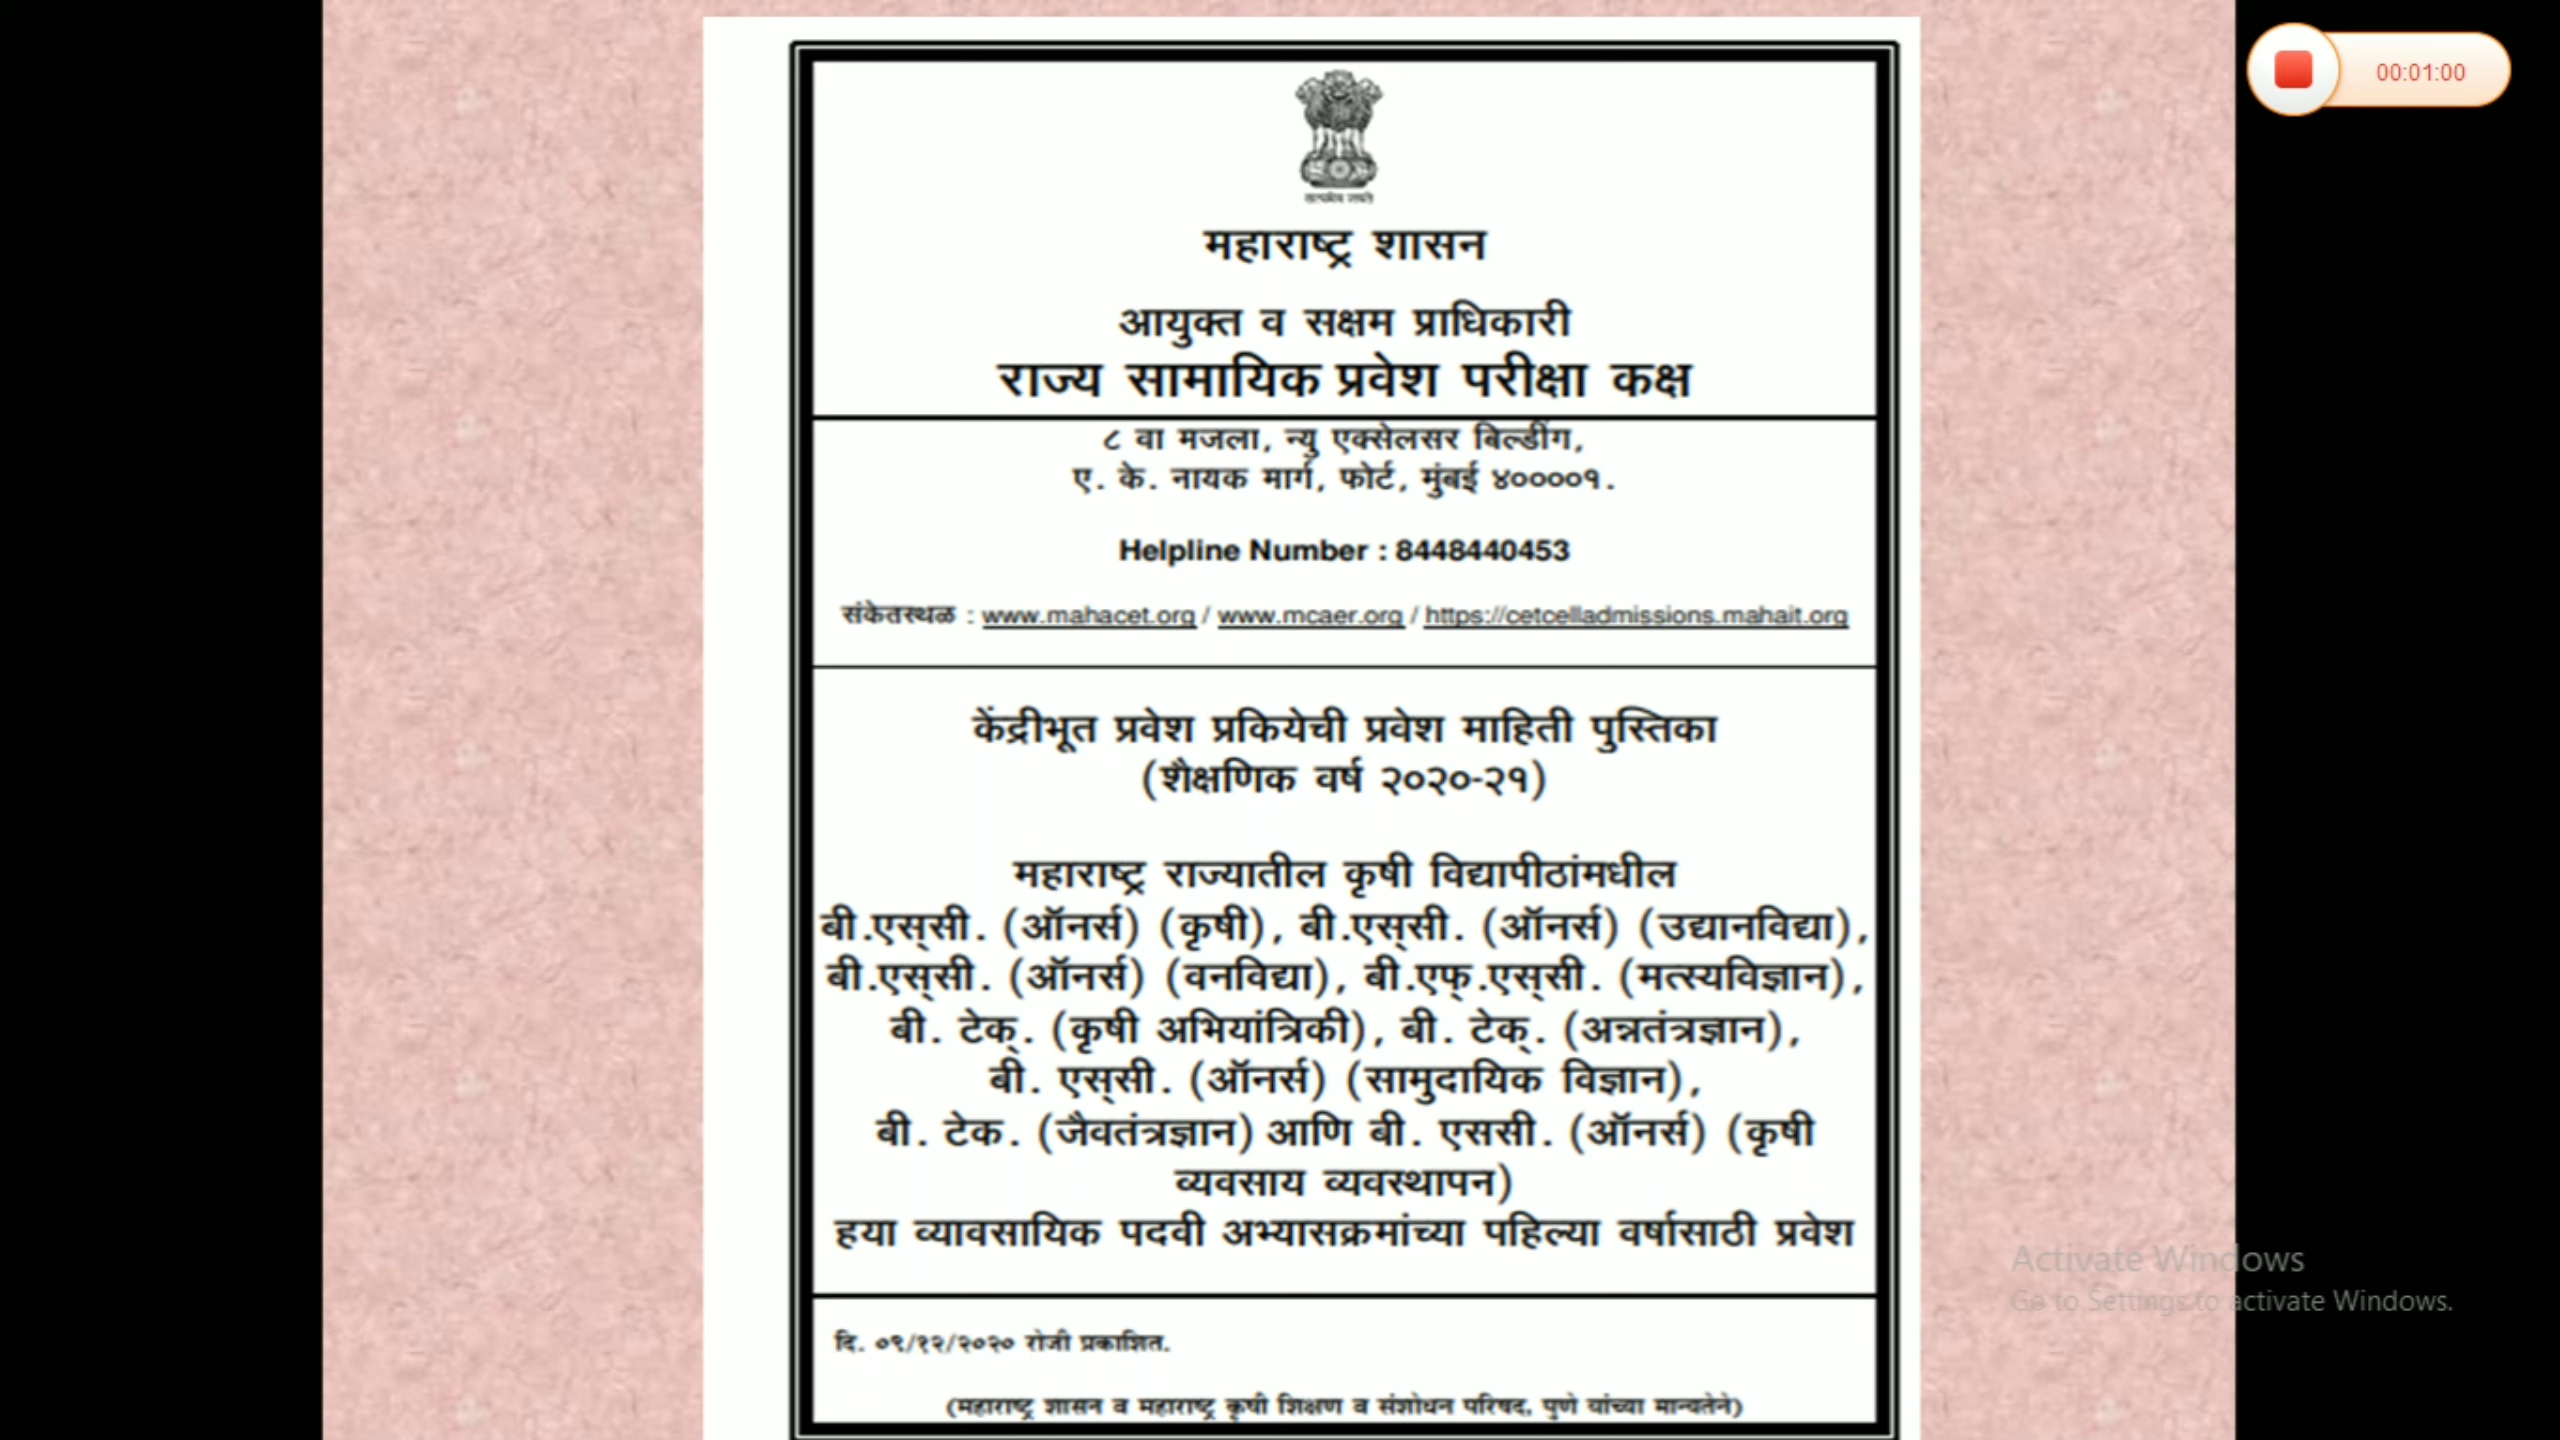 00:01:00
सत्यमेव जयते
महाराष्ट्र शासन
आयुक्त व सक्षम प्राधिकारी
राज्य सामायिक प्रवेश परीक्षा कक्ष
८ वा मजला, न्यु एक्सेलसर बिल्डींग,
ए. के. नायक मार्ग, फोर्ट, मुंबई ४००००१.
Helpline Number : 8448440453
संकेतस्थळ : www.mahacet.org / www.mcaer.org / https://cetcelladmissions.mahait.org
केंद्रीभूत प्रवेश प्रकियेची प्रवेश माहिती पुस्तिका
(शैक्षणिक वर्ष २०२०-२१)
महाराष्ट्र राज्यातील कृषी विद्यापीठांमधील
बी.एस्सी. (ऑनर्स) (कृषी), बी.एस्सी. (ऑनर्स) (उद्यानविद्या),
बी.एस्सी. (ऑनर्स) (वनविद्या), बी.एफ्.एस्सी. (मत्स्यविज्ञान),
बी. टेक्. (कृषी अभियांत्रिकी), बी. टेक्. (अन्नतंत्रज्ञान),
बी. एस्सी. (ऑनर्स) (सामुदायिक विज्ञान),
बी. टेक. (जैवतंत्रज्ञान) आणि बी. एससी. (ऑनर्स) (कृषी
व्यवसाय व्यवस्थापन)
हया व्यावसायिक पदवी अभ्यासक्रमांच्या पहिल्या वर्षासाठी प्रवेश
Activate Windows
Go to Settings to activate Windows.
दि. ०९/१२/२०२० रोजी प्रकाशित.
(महाराष्ट्र शासन व महाराष्ट्र कृषी शिक्षण व संशोधन परिषद, पुणे यांच्या मान्यतेने)